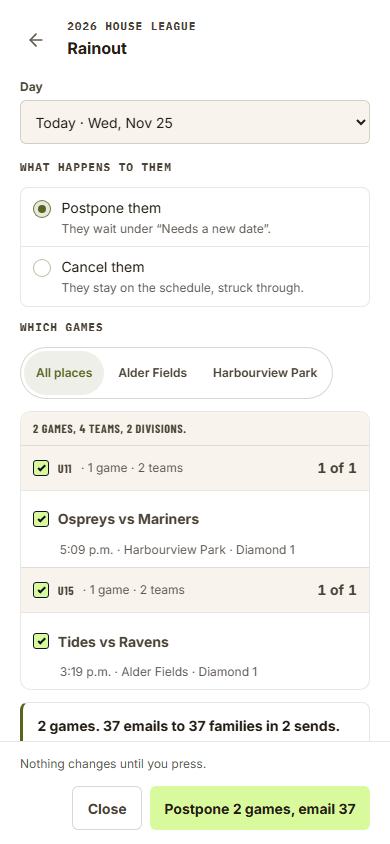 2026 HOUSE LEAGUE
Rainout
Day
Today · Wed, Nov 25
WHAT HAPPENS TO THEM
Postpone them
They wait under “Needs a new date”.
Cancel them
They stay on the schedule, struck through.
WHICH GAMES
All places Alder Fields Harbourview Park
2 GAMES, 4 TEAMS, 2 DIVISIONS.
U11 · 1 game · 2 teams 1 of 1
Ospreys vs Mariners
5:09 p.m. · Harbourview Park · Diamond 1
U15 · 1 game · 2 teams 1 of 1
Tides vs Ravens
3:19 p.m. · Alder Fields · Diamond 1
2 games. 37 emails to 37 families in 2 sends.
Nothing changes until you press.
Close Postpone 2 games, email 37